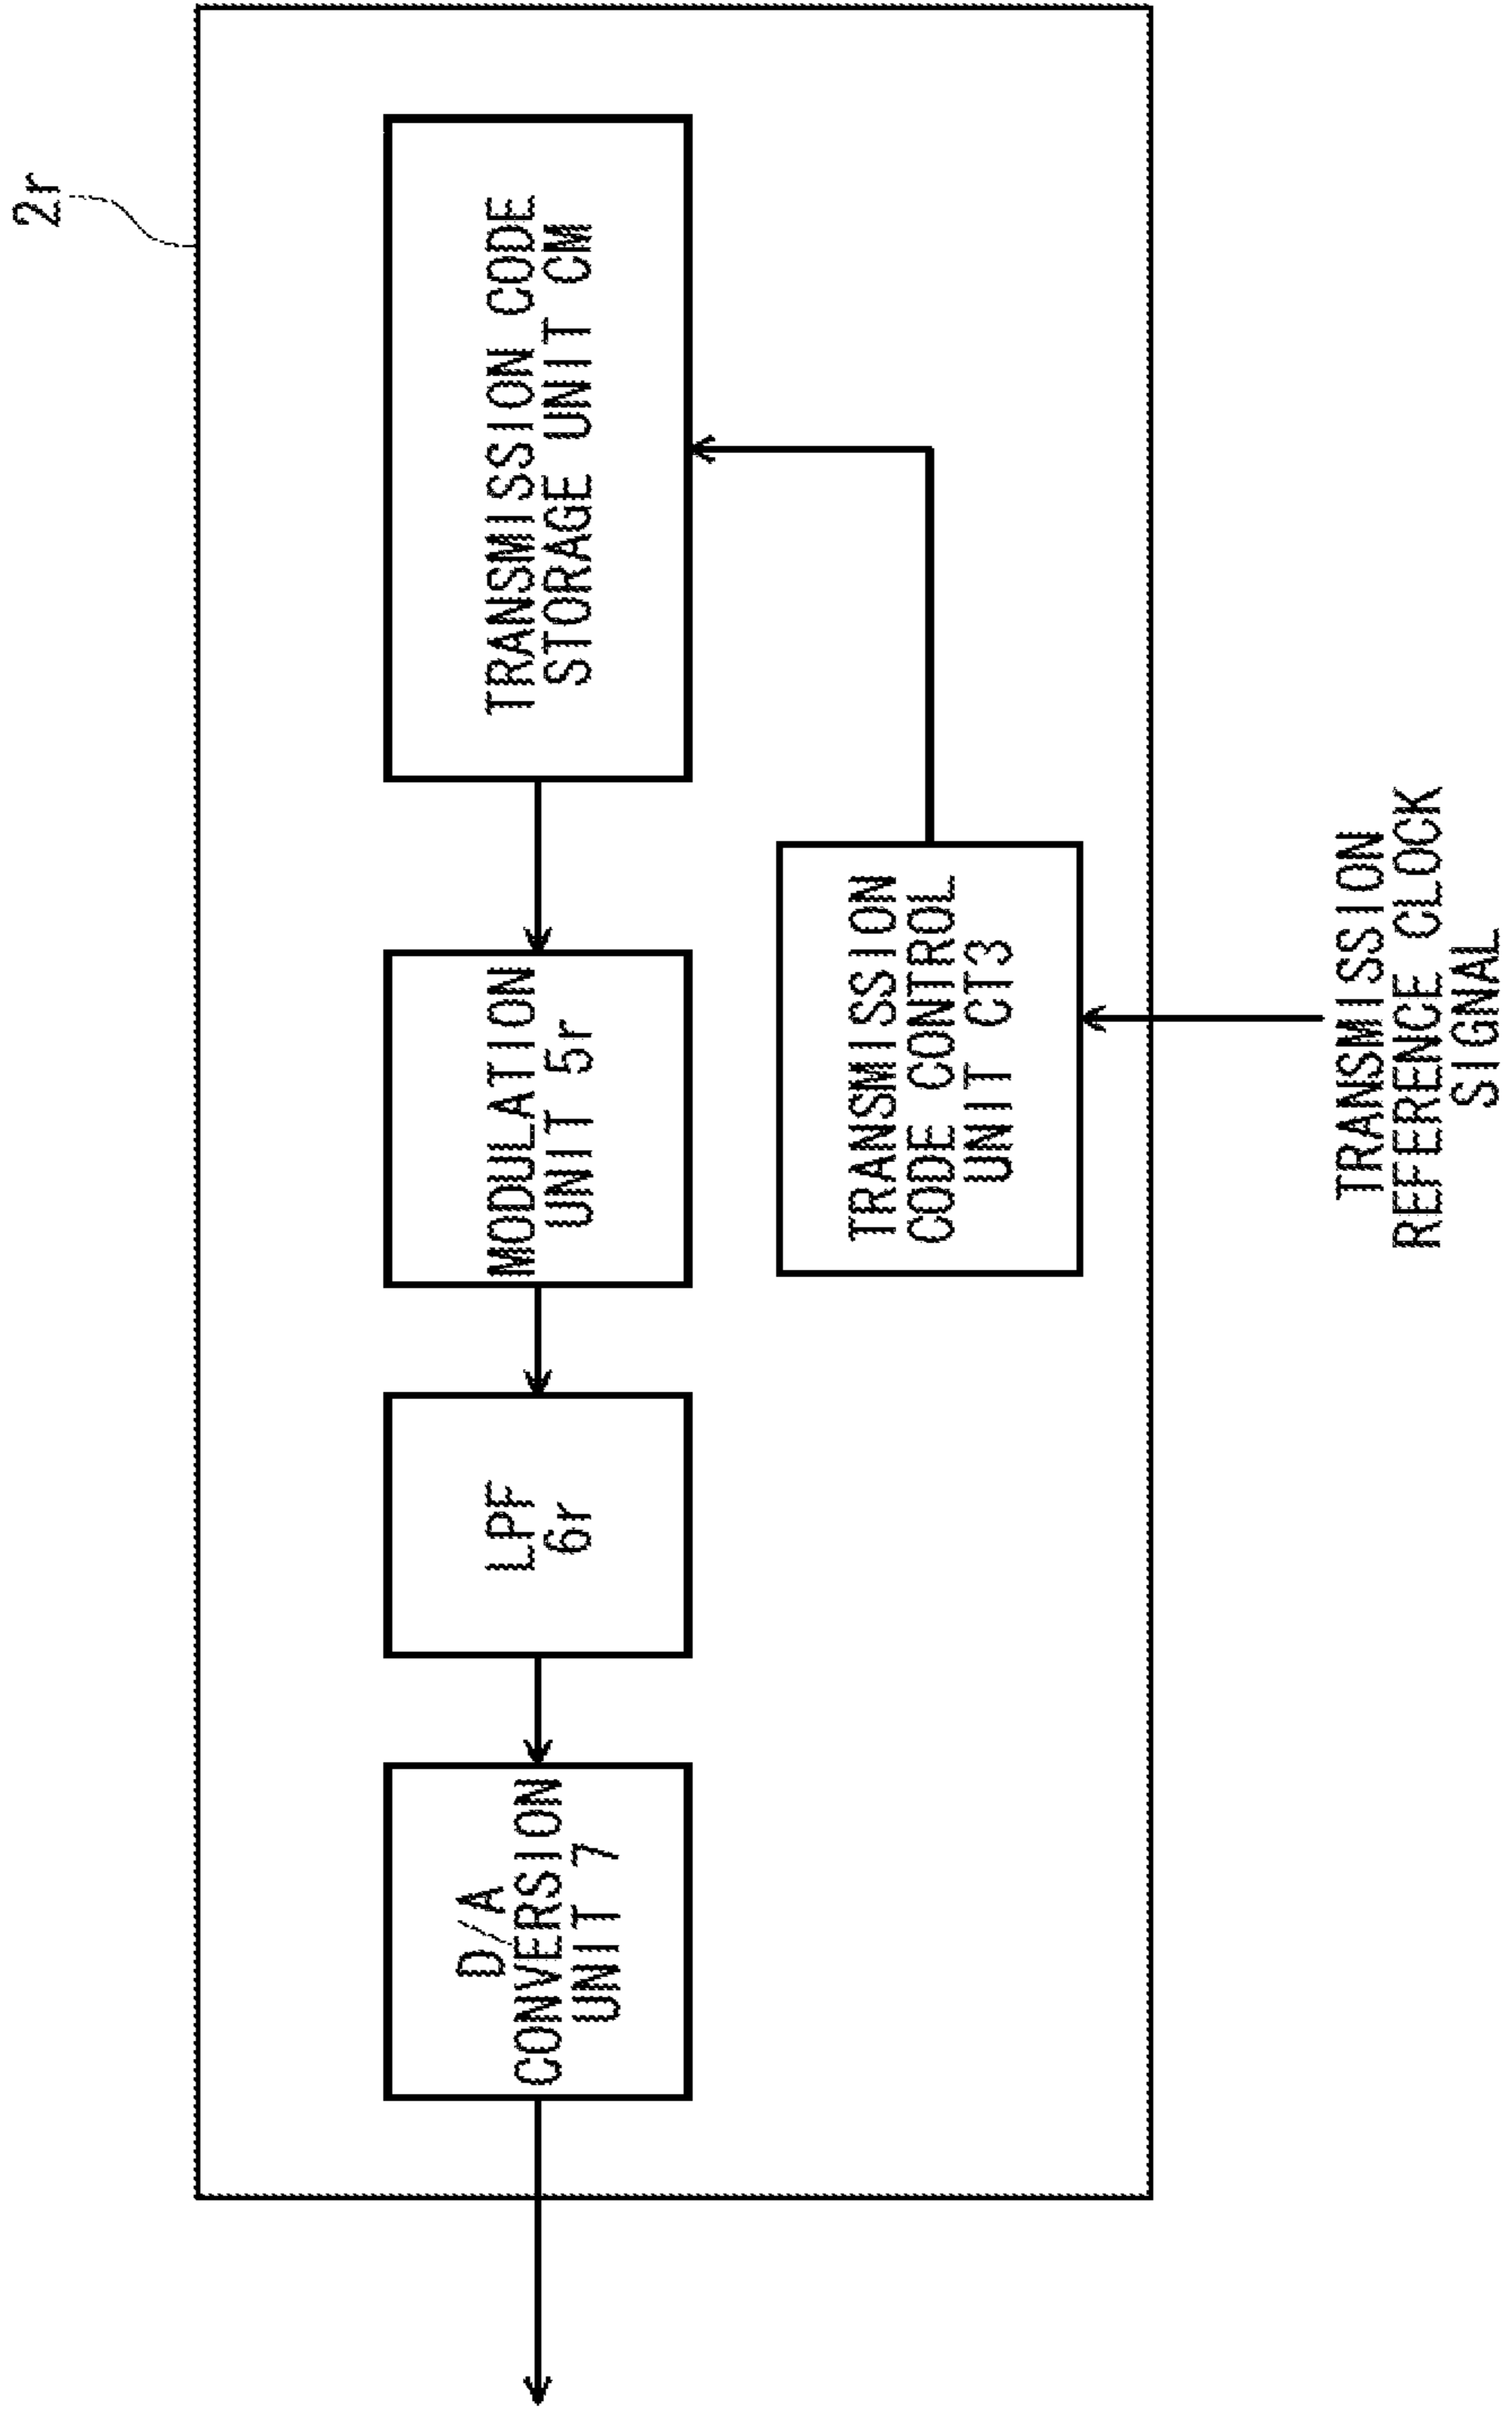 2r
TRANSMISSION CODE
STORAGE UNIT CM
MODULATION
UNIT 5r
LPF
6r
D/A
CONVERSION
UNIT 7
TRANSMISSION
CODE CONTROL
UNIT CT3
TRANSMISSION
REFERENCE CLOCK
SIGNAL